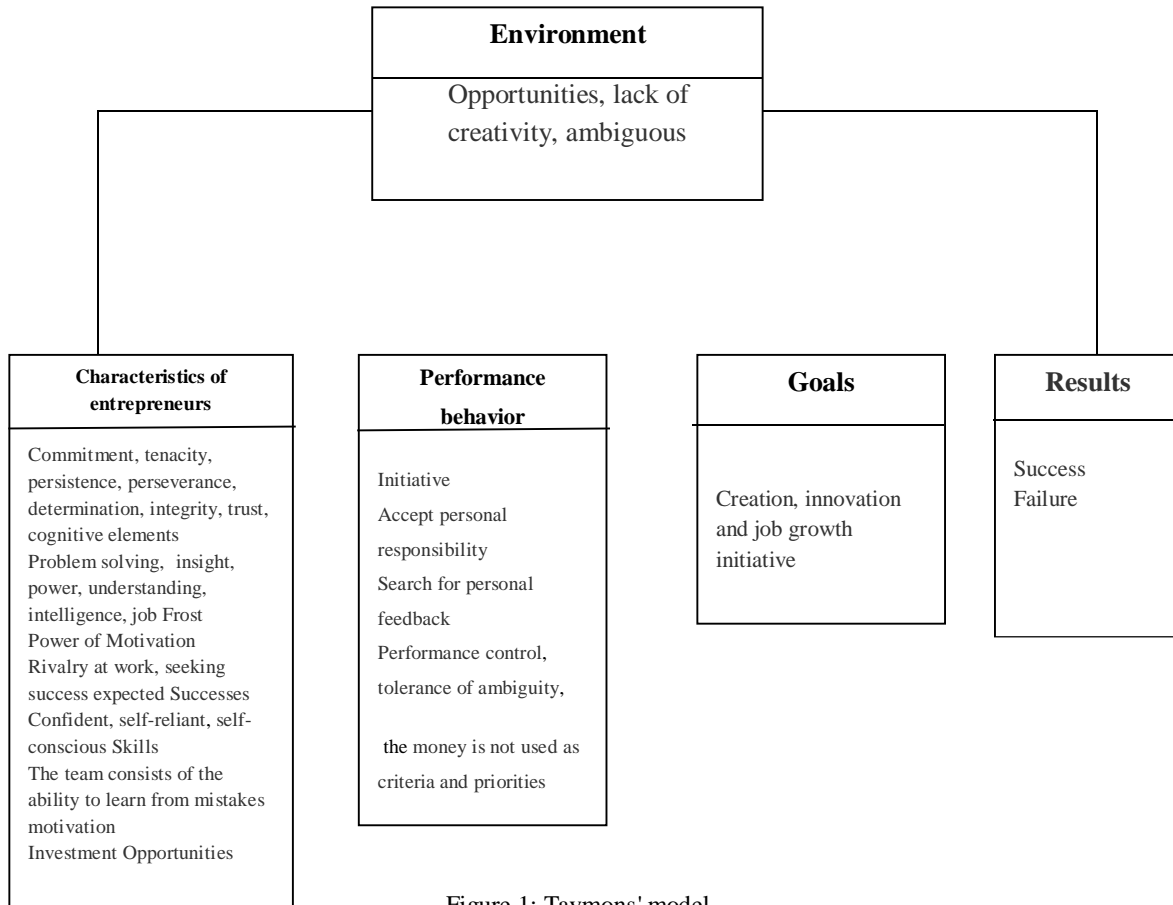 Environment
Opportunities, lack of
creativity, ambiguous
Characteristics of
entrepreneurs
Commitment, tenacity,
persistence, perseverance,
determination, integrity, trust,
cognitive elements
Problem solving, insight,
power, understanding,
intelligence, job Frost
Power of Motivation
Rivalry at work, seeking
success expected Successes
Confident, self-reliant, self-
conscious Skills
The team consists of the
ability to learn from mistakes
motivation
Investment Opportunities
Performance
behavior
Initiative
Accept personal
responsibility
Search for personal
feedback
Performance control,
tolerance of ambiguity,
the money is not used as
criteria and priorities
Goals
Creation, innovation
and job growth
initiative
Results
Success
Failure
Figure 1: Taymons' model